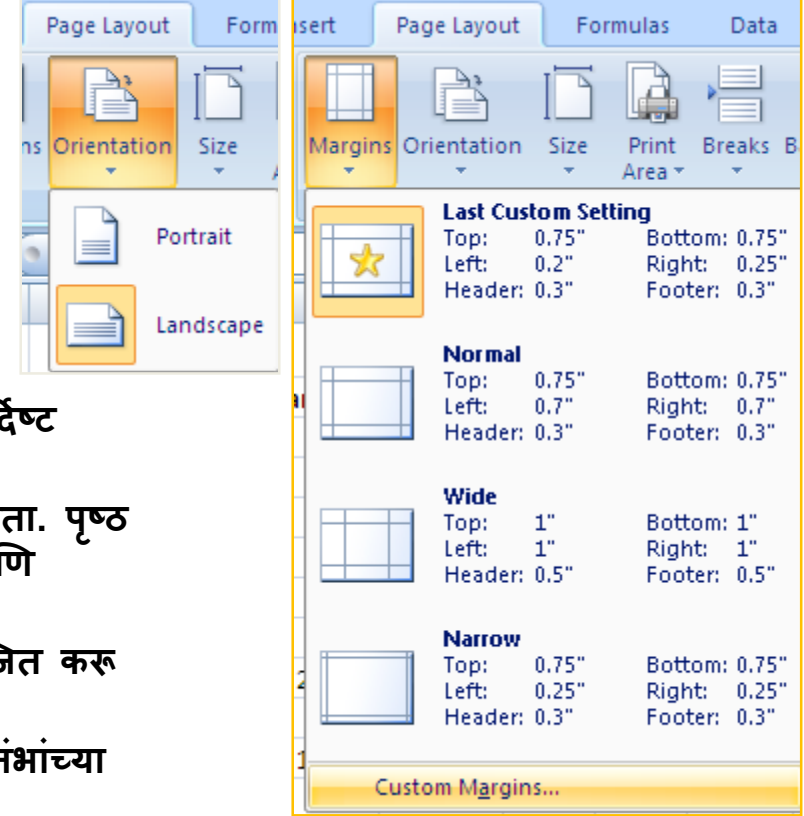 Page Layout Form
Orientation Size
Portrait
Landscape
nsert Page Layout Formulas Data
Margins Orientation Size Print Area Breaks
Last Custom Setting
Top: 0.75" Bottom: 0.75"
Left: 0.2" Right: 0.25"
Header: 0.3" Footer: 0.3"
Normal
Top: 0.75" Bottom: 0.75"
Left: 0.7" Right: 0.7"
Header: 0.3" Footer: 0.3"
Wide
Top: 1" Bottom: 1"
Left: 1" Right: 1"
Header: 0.5" Footer: 0.5"
Narrow
Top: 0.75" Bottom: 0.75"
Left: 0.25" Right: 0.25"
Header: 0.3" Footer: 0.3"
Custom Margins...
ता. पृष्ठ
णि
जित करू